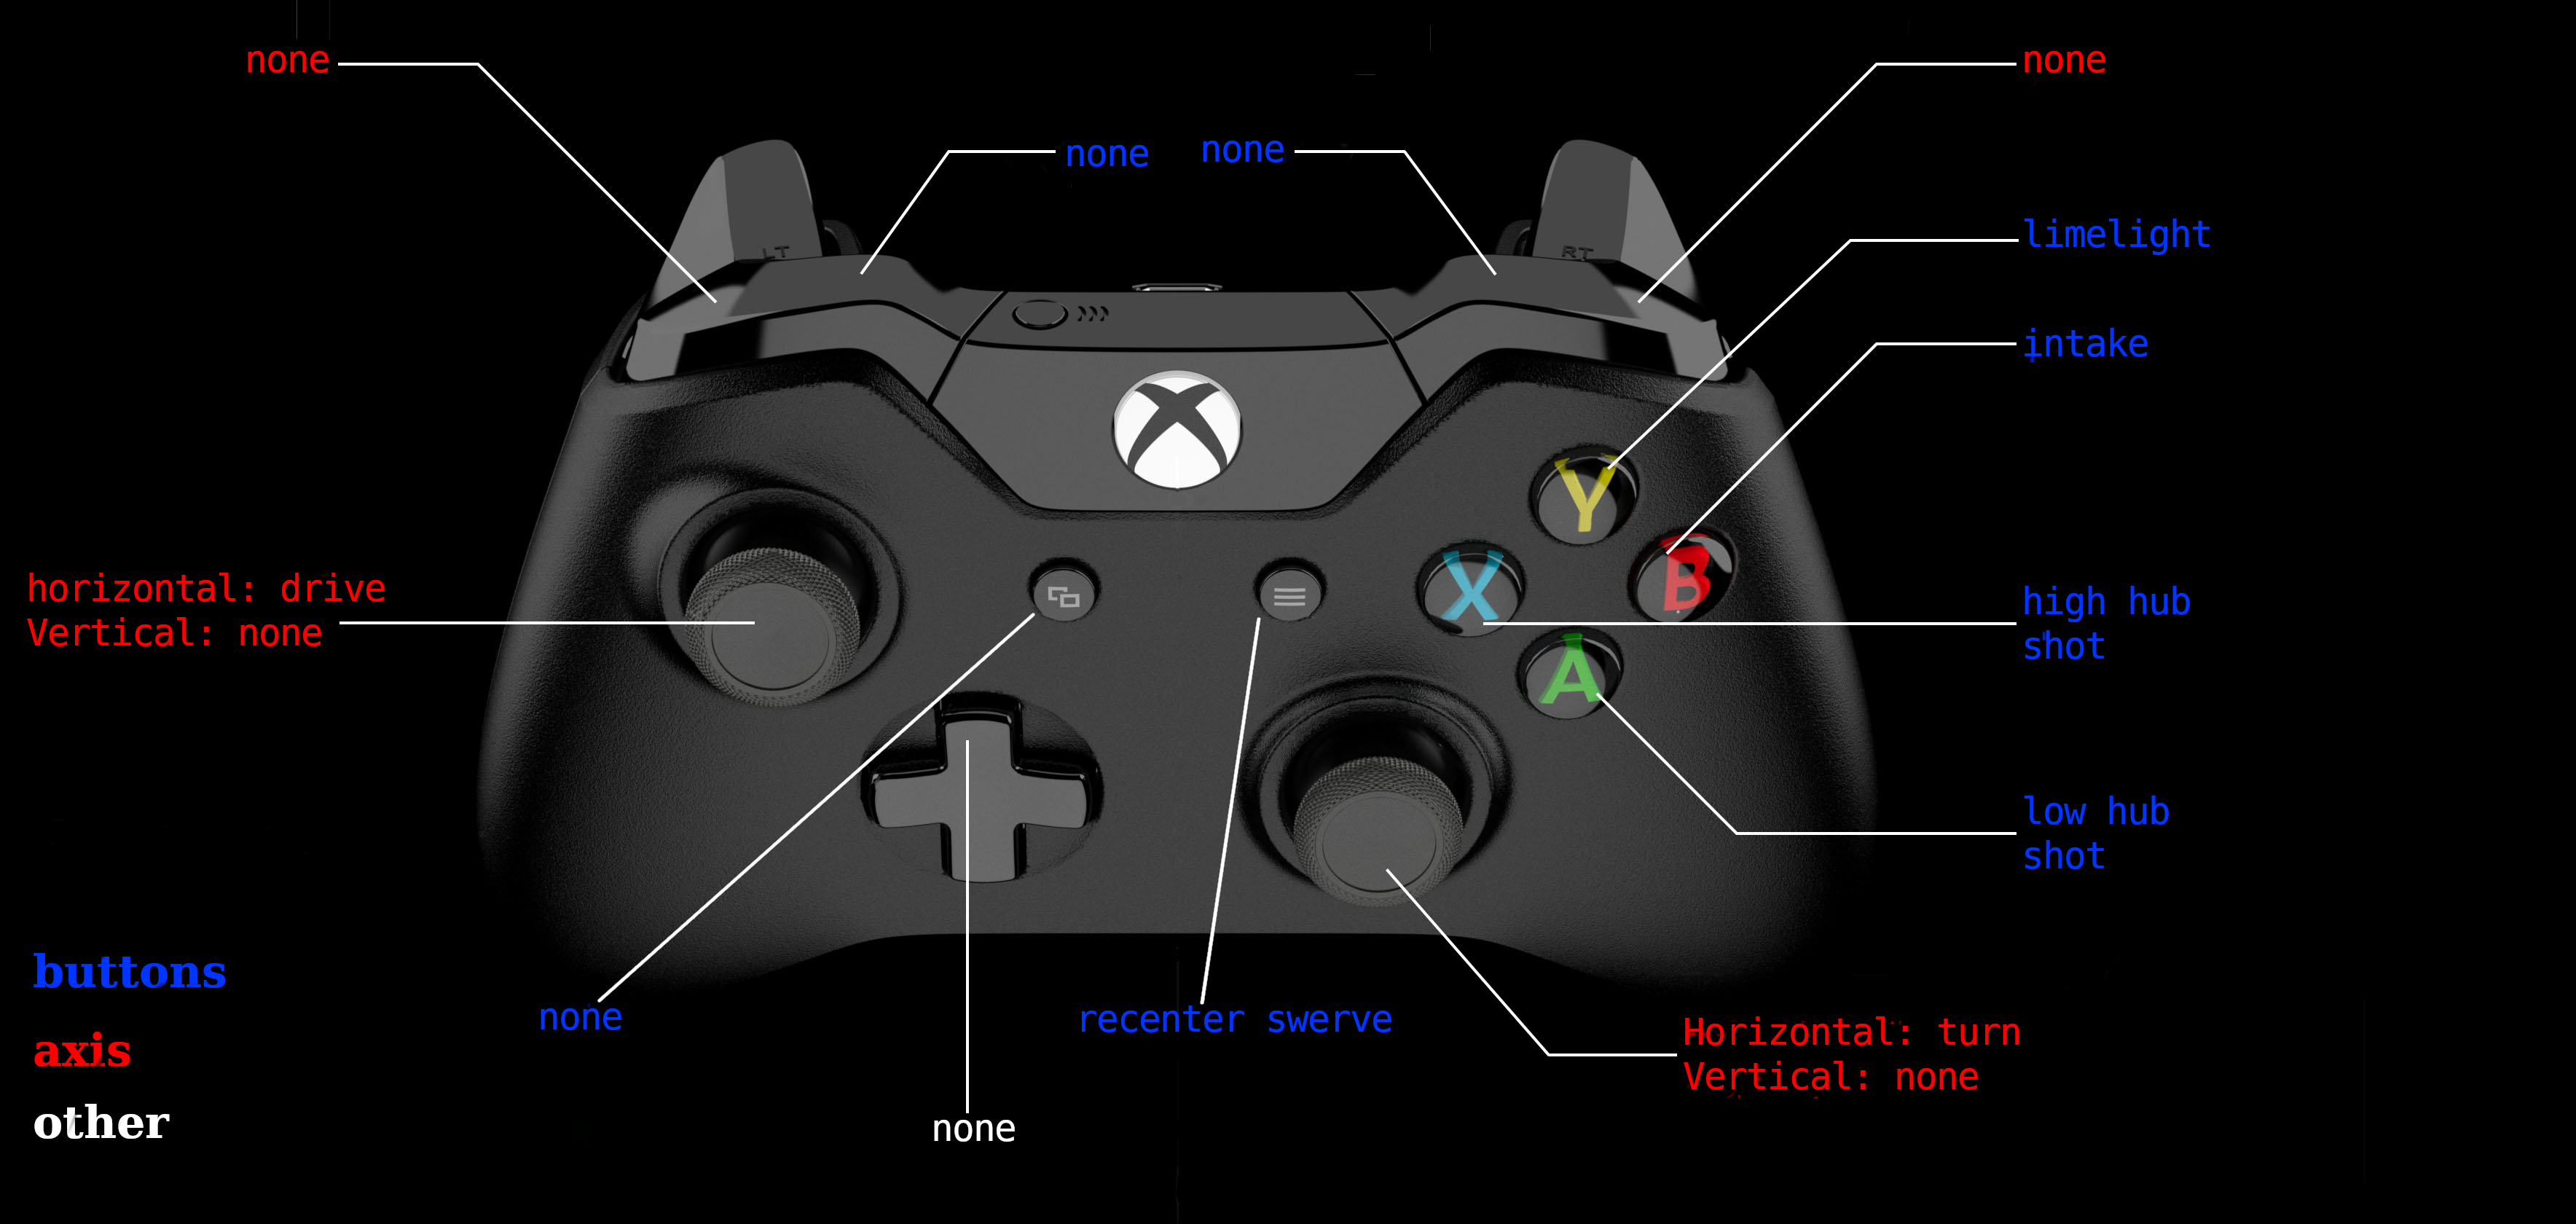 none
none
none
none
limelight
LT
RT
intake
Y
X
B
A
horizontal: drive
Vertical: none
high hub
shot
low hub
shot
buttons
none
recenter swerve
Horizontal: turn
Vertical: none
axis
other
none